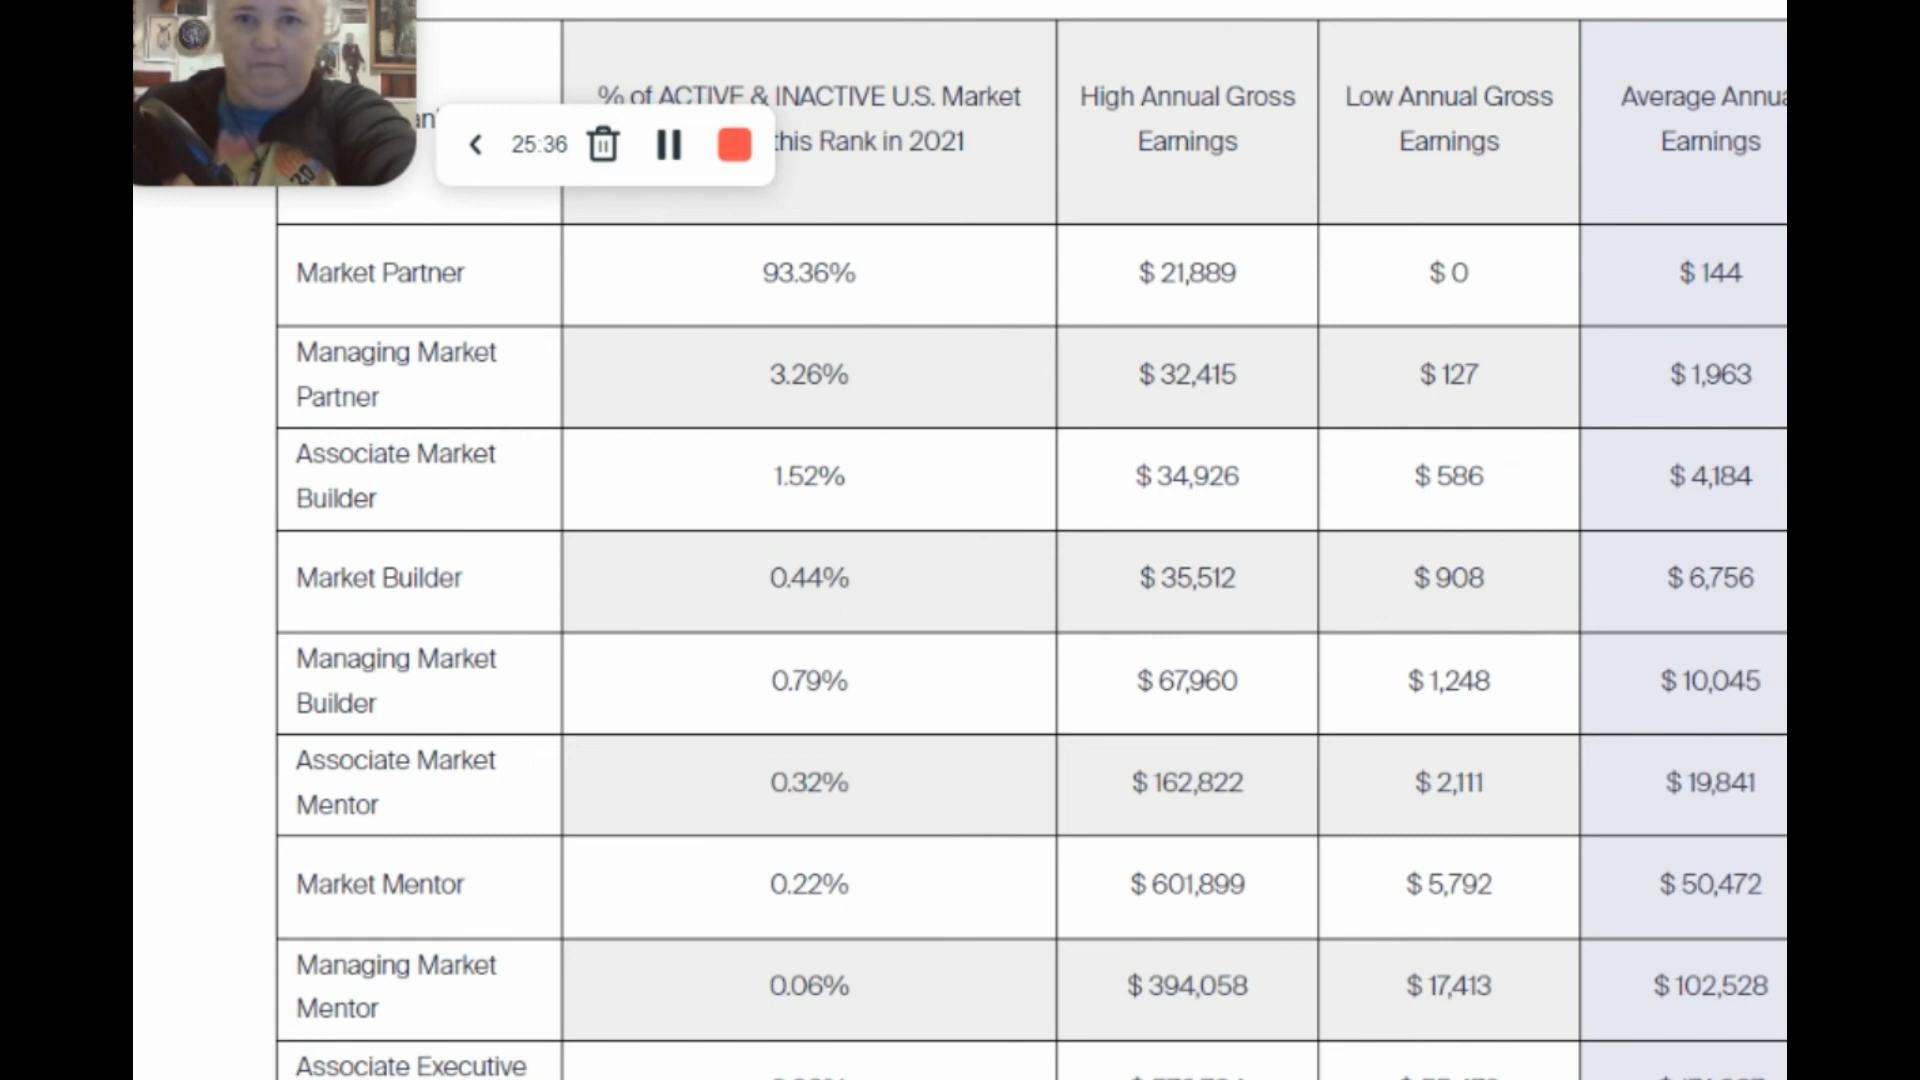 % of ACTIVE & INACTIVE U.S. Market
this Rank in 2021
High Annual Gross
Earnings
Low Annual Gross
Earnings
Average
Earnings
25:36
'20
Market Partner
93.36%
$ 21,889
$ 0
$ 144
Managing Market
Partner
3.26%
$ 32,415
$ 127
$ 1,963
Associate Market
Builder
1.52%
$ 34,926
$ 586
$ 4,184
Market Builder
0.44%
$ 35,512
$ 908
$ 6,756
Managing Market
Builder
0.79%
$ 67,960
$ 1,248
$ 10,045
Associate Market
Mentor
0.32%
$ 162,822
$ 2,111
$ 19,841
Market Mentor
0.22%
$ 601,899
$ 5,792
$ 50,472
Managing Market
Mentor
0.06%
$ 394,058
$ 17,413
$ 102,528
Associate Executive